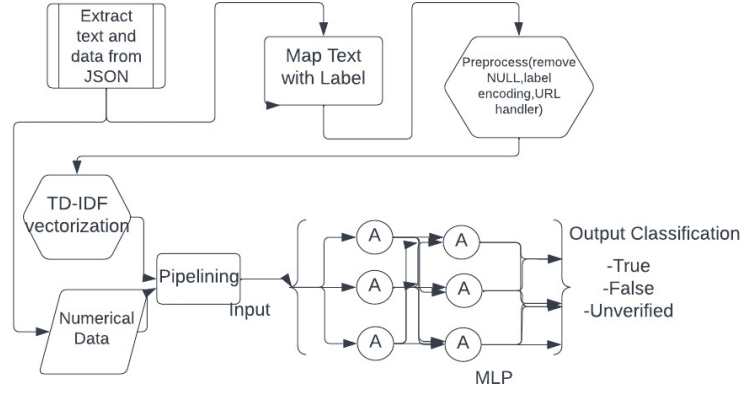 Extract
text and
data from
JSON
Map Text
with Label
Preprocess(remove
NULL,label
encoding,URL
handler)
TD-IDF
vectorization
Pipelining
Input
Numerical
Data
A
A
A
A
A
A
MLP
Output Classification
-True
-False
-Unverified